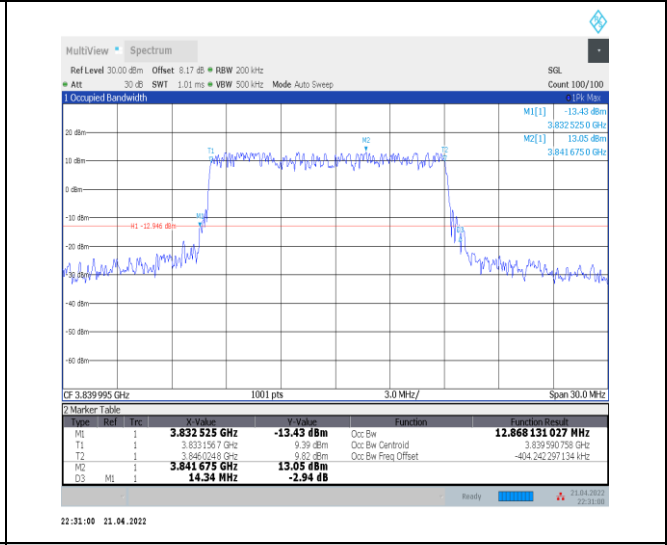 MultiView Spectrum
Ref Level 30.00 dBm Offset 8.17 dB RBW 200 kHz SGL
Att 30 dB SWT 1.01 ms VBW 500 kHz Mode Auto Sweep Count 100/100
1 Occupied Bandwidth 1Pk Max
M1[1] -13.43 dBm
3.832 525 0 GHz
M2[1] 13.05 dBm
3.841 675 0 GHz
20 dBm
M2
T1 T2
10 dBm
0 dBm
-10 dBm
M1
H1 -12.946 dBm
D3
-20 dBm
-30 dBm
-40 dBm
-50 dBm
-60 dBm
CF 3.839 995 GHz 1001 pts 3.0 MHz/ Span 30.0 MHz
2 Marker Table
Type Ref Trc X-Value Y-Value Function Function Result
M1 1 3.832 525 GHz -13.43 dBm Occ Bw 12.868 131 027 MHz
T1 1 3.833 156 7 GHz 9.39 dBm Occ Bw Centroid 3.839 590 758 GHz
T2 1 3.846 024 8 GHz 9.82 dBm Occ Bw Freq Offset -404.242 297 134 kHz
M2 1 3.841 675 GHz 13.05 dBm
D3 M1 1 14.34 MHz -2.94 dB
Ready 21.04.2022
22:31:00
22:31:00 21.04.2022